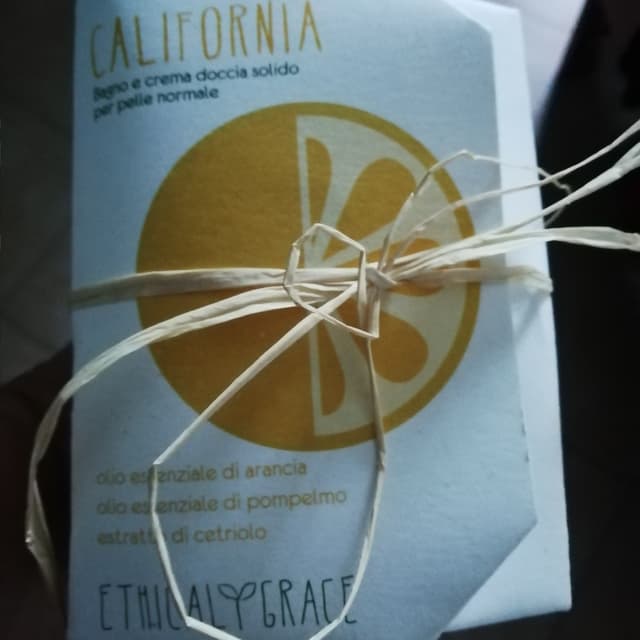 CALIFORNIA
Bagno e crema doccia solido
per pelle normale
olio essenziale di arancia
olio essenziale di pompelmo
estratto di cetriolo
ETHICAL GRACE